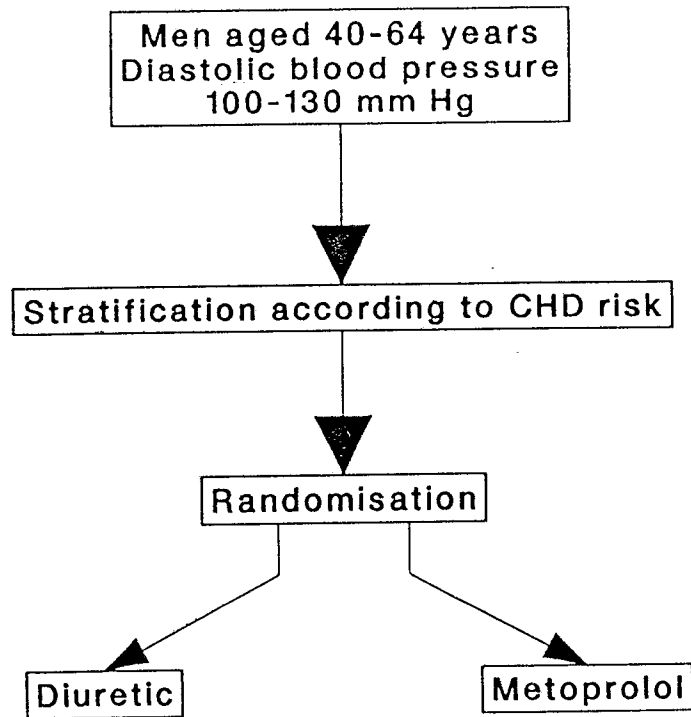 Men aged 40-64 years
Diastolic blood pressure
100-130 mm Hg
Stratification according to CHD risk
Randomisation
Diuretic
Metoprolol